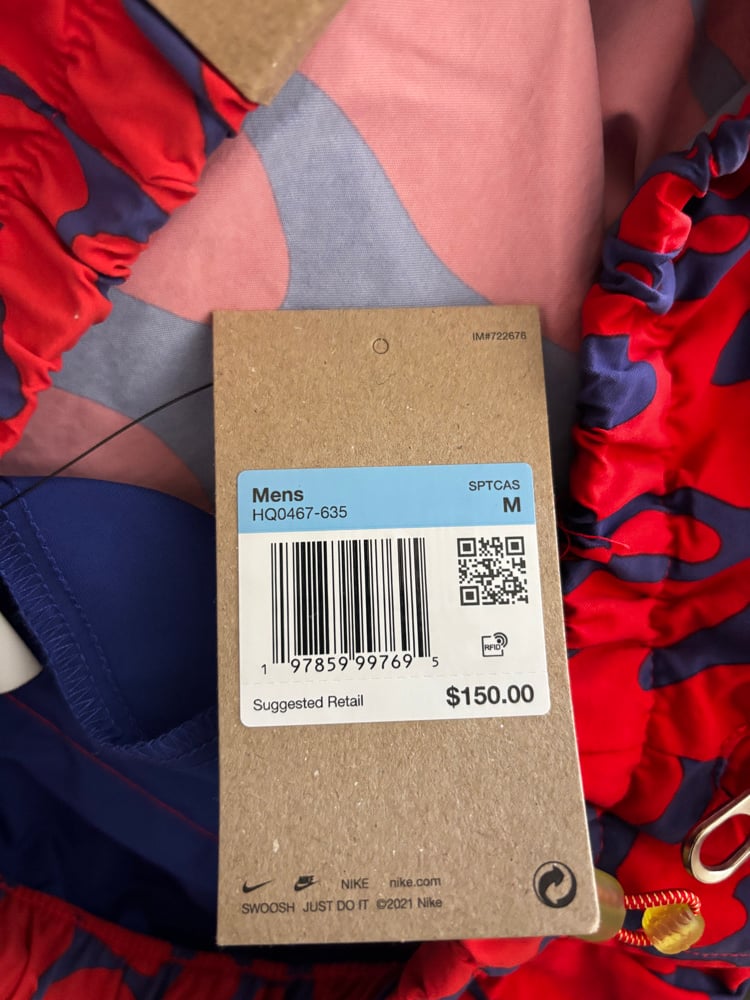 IM#722676
Mens
SPTCAS
HQ0467-635
M
RFID
1 97859 99769 5
Suggested Retail
$150.00
NIKE nike.com
SWOOSH JUST DO IT ©2021 Nike